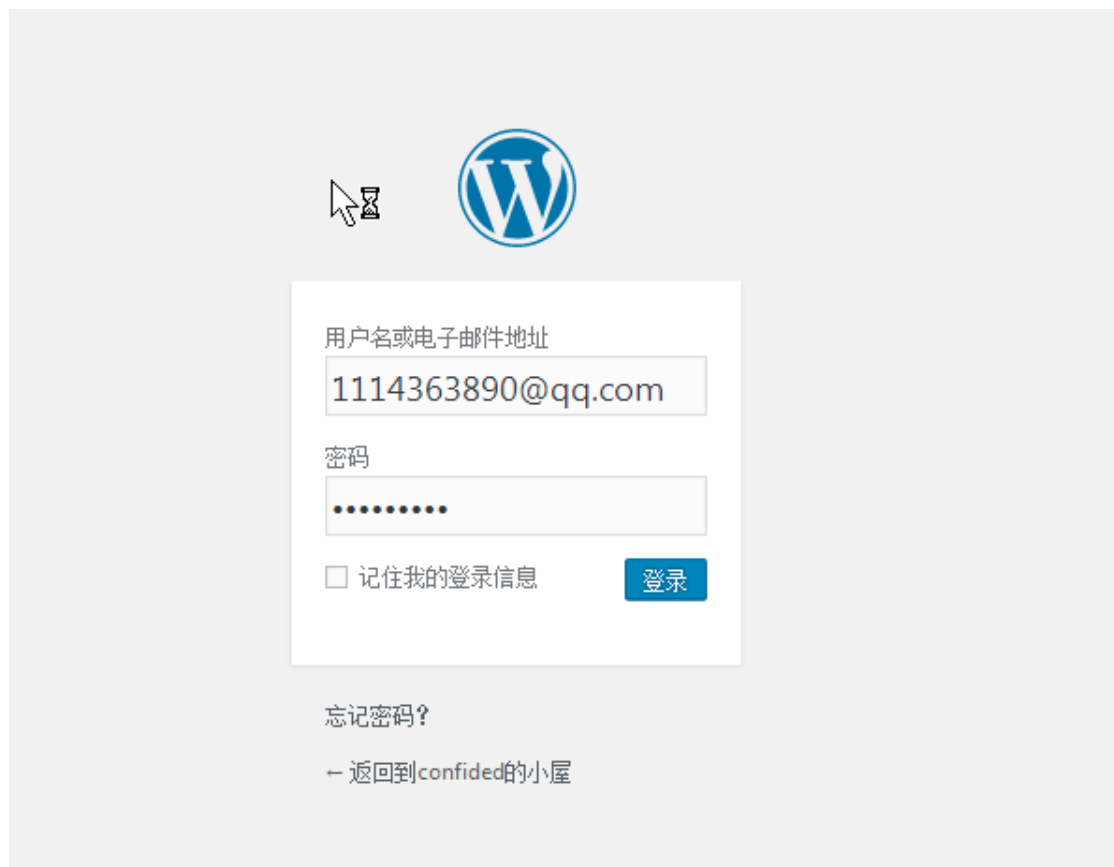 用户名或电子邮件地址
1114363890@qq.com
密码
•••••••••
记住我的登录信息
登录
忘记密码?
← 返回到confided的小屋